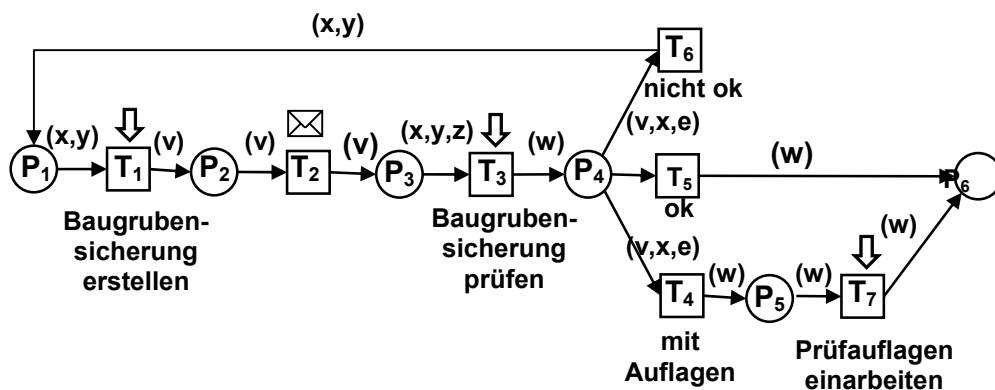 (x,y)
T6
nicht ok
(x,y)
(v)
(v)
(v)
(x,y,z)
(w)
(v,x,e)
(w)
P1
T1
P2
T2
P3
T3
P4
T5
ok
P6
Baugruben-
sicherung
erstellen
Baugruben-
sicherung
prüfen
(v,x,e)
(w)
(w)
(w)
T4
P5
T7
mit
Auflagen
Prüfauflagen
einarbeiten